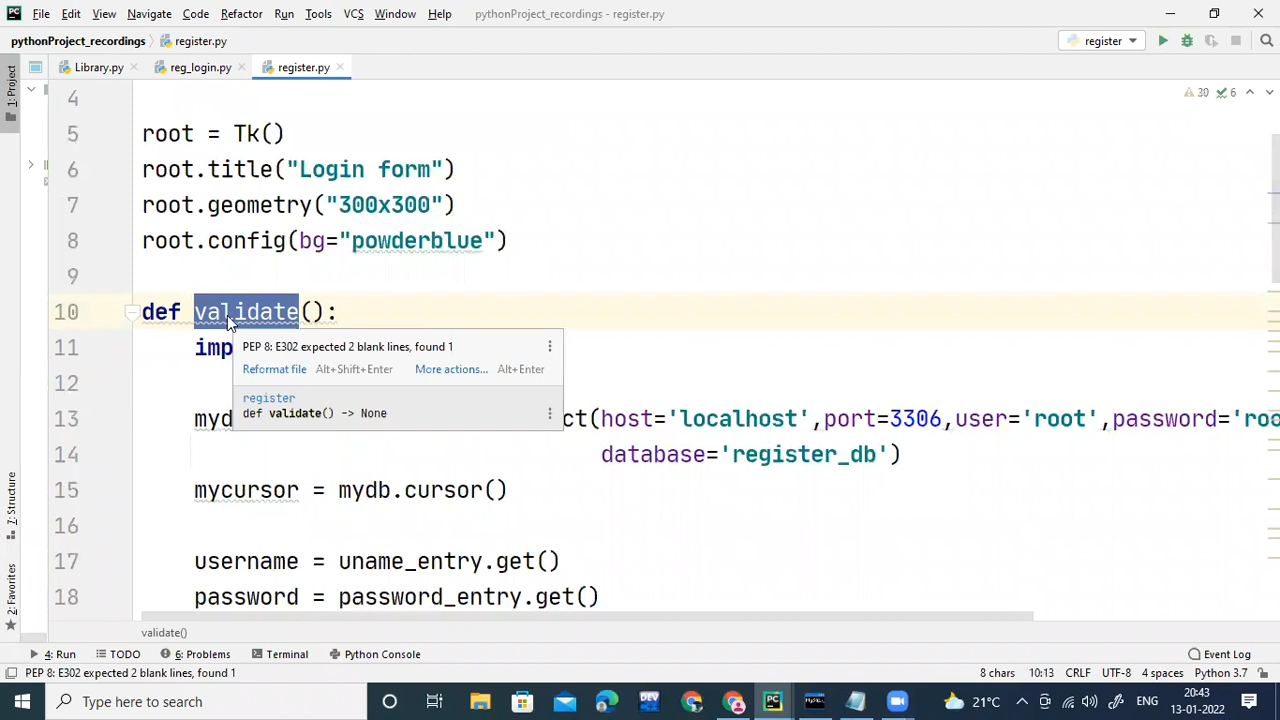 File Edit View Navigate Code Refactor Run Tools VCS Window Help pythonProject_recordings - register.py
pythonProject_recordings register.py register
Library.py reg_login.py register.py
1: Project
30 6
4
5 root = Tk()
6 root.title("Login form")
7 root.geometry("300x300")
8 root.config(bg="powderblue")
9
10 def validate():
11 imp
PEP 8: E302 expected 2 blank lines, found 1
Reformat file Alt+Shift+Enter More actions... Alt+Enter
register
def validate() -> None
12
13 myd ct(host='localhost',port=3306,user='root',password='roo
14 database='register_db')
15 mycursor = mydb.cursor()
16
17 username = uname_entry.get()
18 password = password_entry.get()
7: Structure
2: Favorites
validate()
4: Run TODO 6: Problems Terminal Python Console Event Log
PEP 8: E302 expected 2 blank lines, found 1 8 chars 10:13 CRLF UTF-8 4 spaces Python 3.7
Type here to search DEV 21°C ENG 20:43
13-01-2022